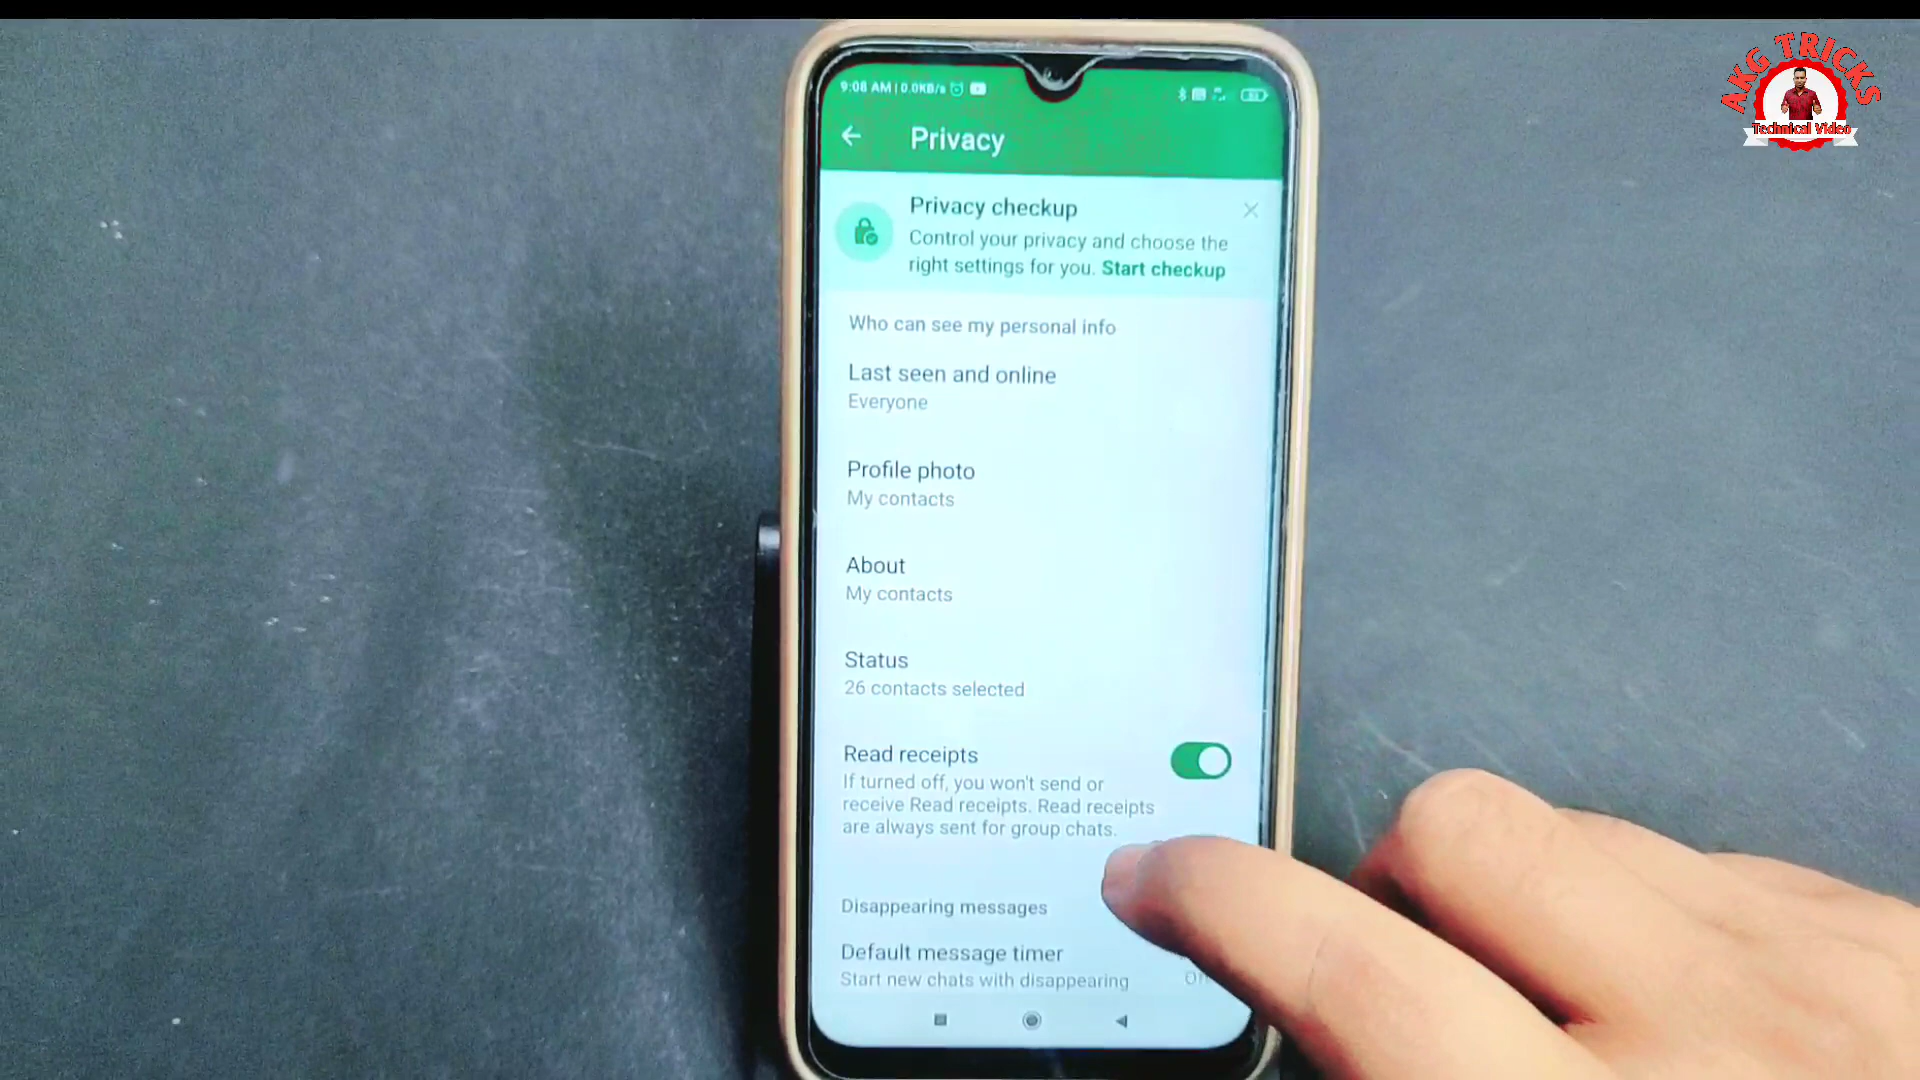 AKG TRICKS
Technical Video
9:08 AM | 0.0KB/s
Privacy
Privacy checkup
Control your privacy and choose the
right settings for you. Start checkup
Who can see my personal info
Last seen and online
Everyone
Profile photo
My contacts
About
My contacts
Status
26 contacts selected
Read receipts
If turned off, you won't send or
receive Read receipts. Read receipts
are always sent for group chats.
Disappearing messages
Default message timer
Start new chats with disappearing